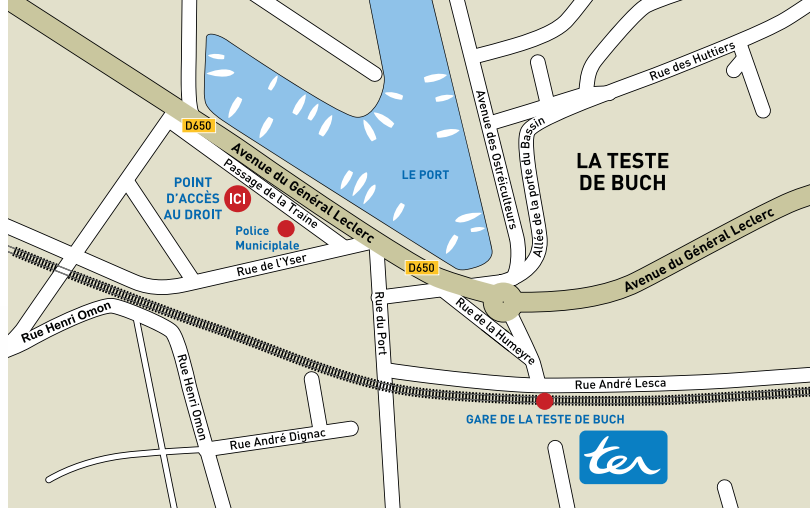 Rue des Huttiers
Avenue des Ostréiculteurs
Allée de la porte du Bassin
LA TESTE
DE BUCH
D650
Avenue du Général Leclerc
Passage de la Traine
LE PORT
POINT
D'ACCÈS
AU DROIT
ICI
Police
Municiplale
Rue de l'Yser
D650
Avenue du Général Leclerc
Rue du Port
Rue de la Humeyre
Rue Henri Omon
Rue Henri Omon
Rue André Lesca
GARE DE LA TESTE DE BUCH
Rue André Dignac
ter